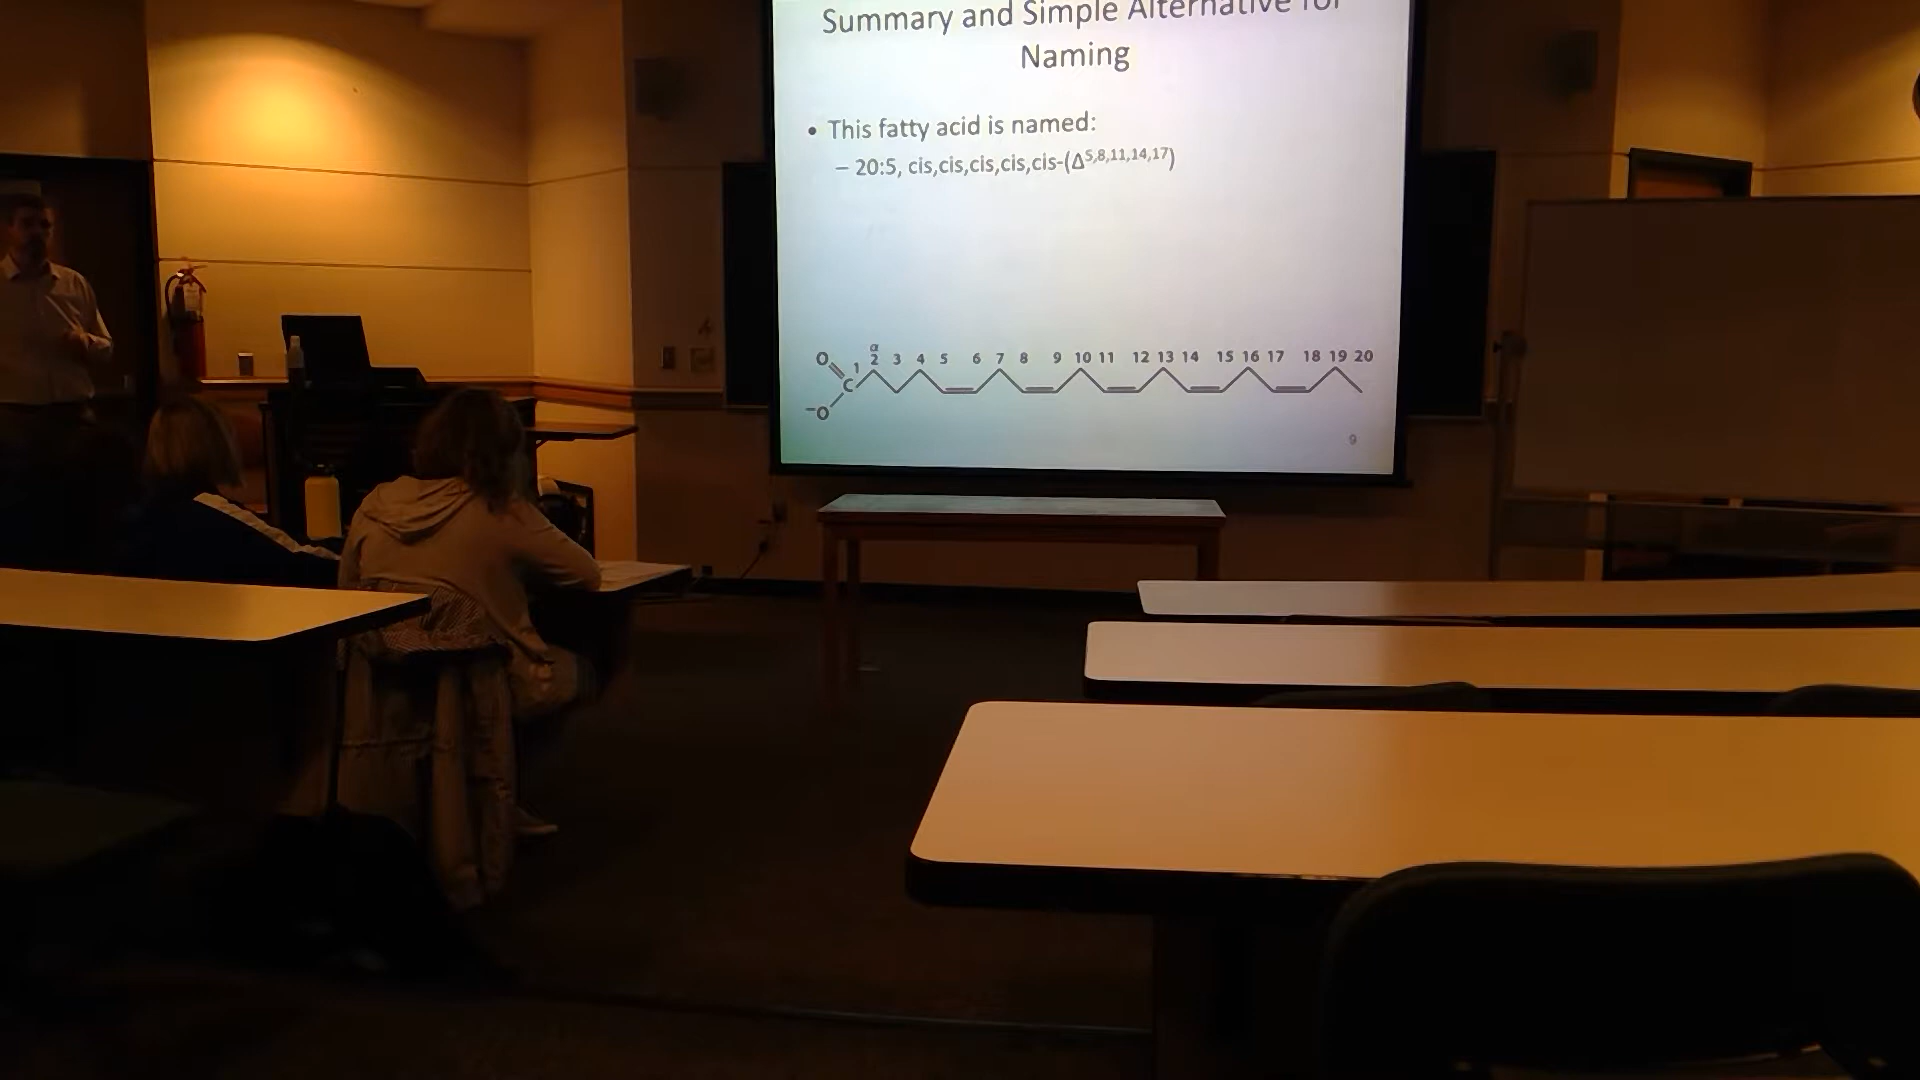 Summary and Simple Alternative for
Naming
• This fatty acid is named:
– 20:5, cis,cis,cis,cis,cis-(Δ5,8,11,14,17)
α
O 1 2 3 4 5 6 7 8 9 10 11 12 13 14 15 16 17 18 19 20
C
−O
9